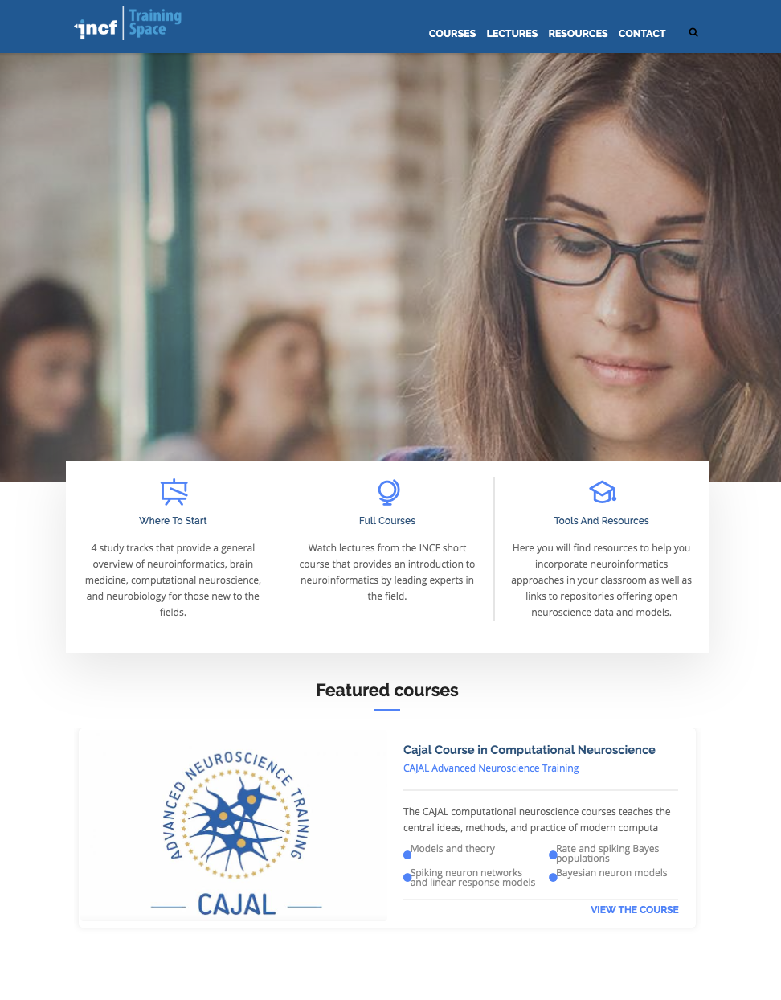 incf Training
Space
COURSES LECTURES RESOURCES CONTACT
Where To Start
4 study tracks that provide a general
overview of neuroinformatics, brain
medicine, computational neuroscience,
and neurobiology for those new to the
fields.
Full Courses
Watch lectures from the INCF short
course that provides an introduction to
neuroinformatics by leading experts in
the field.
Tools And Resources
Here you will find resources to help you
incorporate neuroinformatics
approaches in your classroom as well as
links to repositories offering open
neuroscience data and models.
Featured courses
ADVANCED NEUROSCIENCE TRAINING
CAJAL
Cajal Course in Computational Neuroscience
CAJAL Advanced Neuroscience Training
The CAJAL computational neuroscience courses teaches the
central ideas, methods, and practice of modern computa
Models and theory
Rate and spiking Bayes
populations
Spiking neuron networks
and linear response models
Bayesian neuron models
VIEW THE COURSE